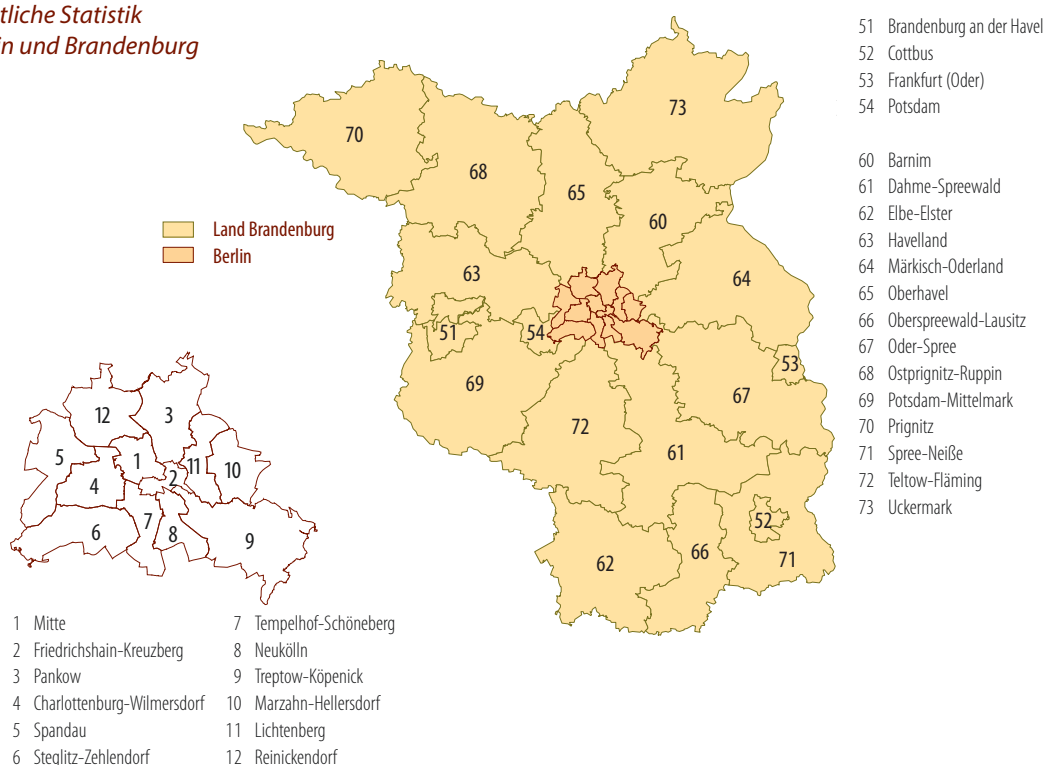 tliche Statistik
in und Brandenburg
51 Brandenburg an der Havel
52 Cottbus
53 Frankfurt (Oder)
54 Potsdam
60 Barnim
61 Dahme-Spreewald
62 Elbe-Elster
63 Havelland
64 Märkisch-Oderland
65 Oberhavel
66 Oberspreewald-Lausitz
67 Oder-Spree
68 Ostprignitz-Ruppin
69 Potsdam-Mittelmark
70 Prignitz
71 Spree-Neiße
72 Teltow-Fläming
73 Uckermark
Land Brandenburg
Berlin
73
70
68
65
60
63
64
51
54
53
69
67
72
61
52
66
62
71
12
3
5
1
11
10
4
2
7
6
8
9
1 Mitte
2 Friedrichshain-Kreuzberg
3 Pankow
4 Charlottenburg-Wilmersdorf
5 Spandau
6 Steglitz-Zehlendorf
7 Tempelhof-Schöneberg
8 Neukölln
9 Treptow-Köpenick
10 Marzahn-Hellersdorf
11 Lichtenberg
12 Reinickendorf